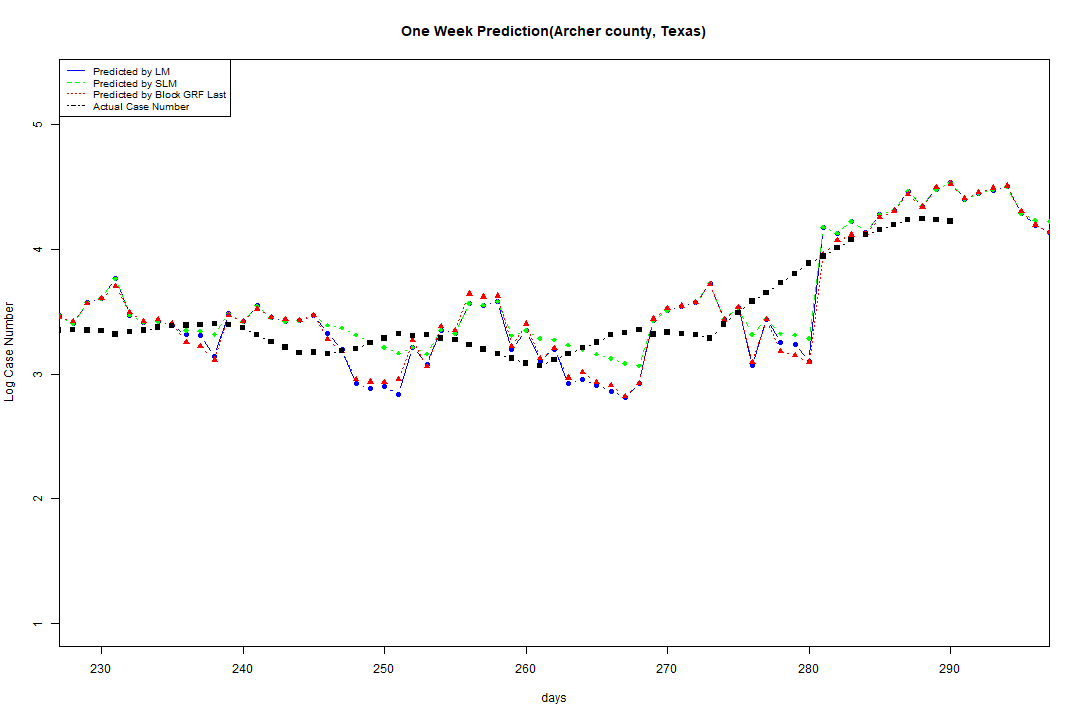 One Week Prediction(Archer county, Texas)
Predicted by LM
Predicted by SLM
Predicted by Block GRF Last
Actual Case Number
5
4
3
2
1
Log Case Number
230 240 250 260 270 280 290
days